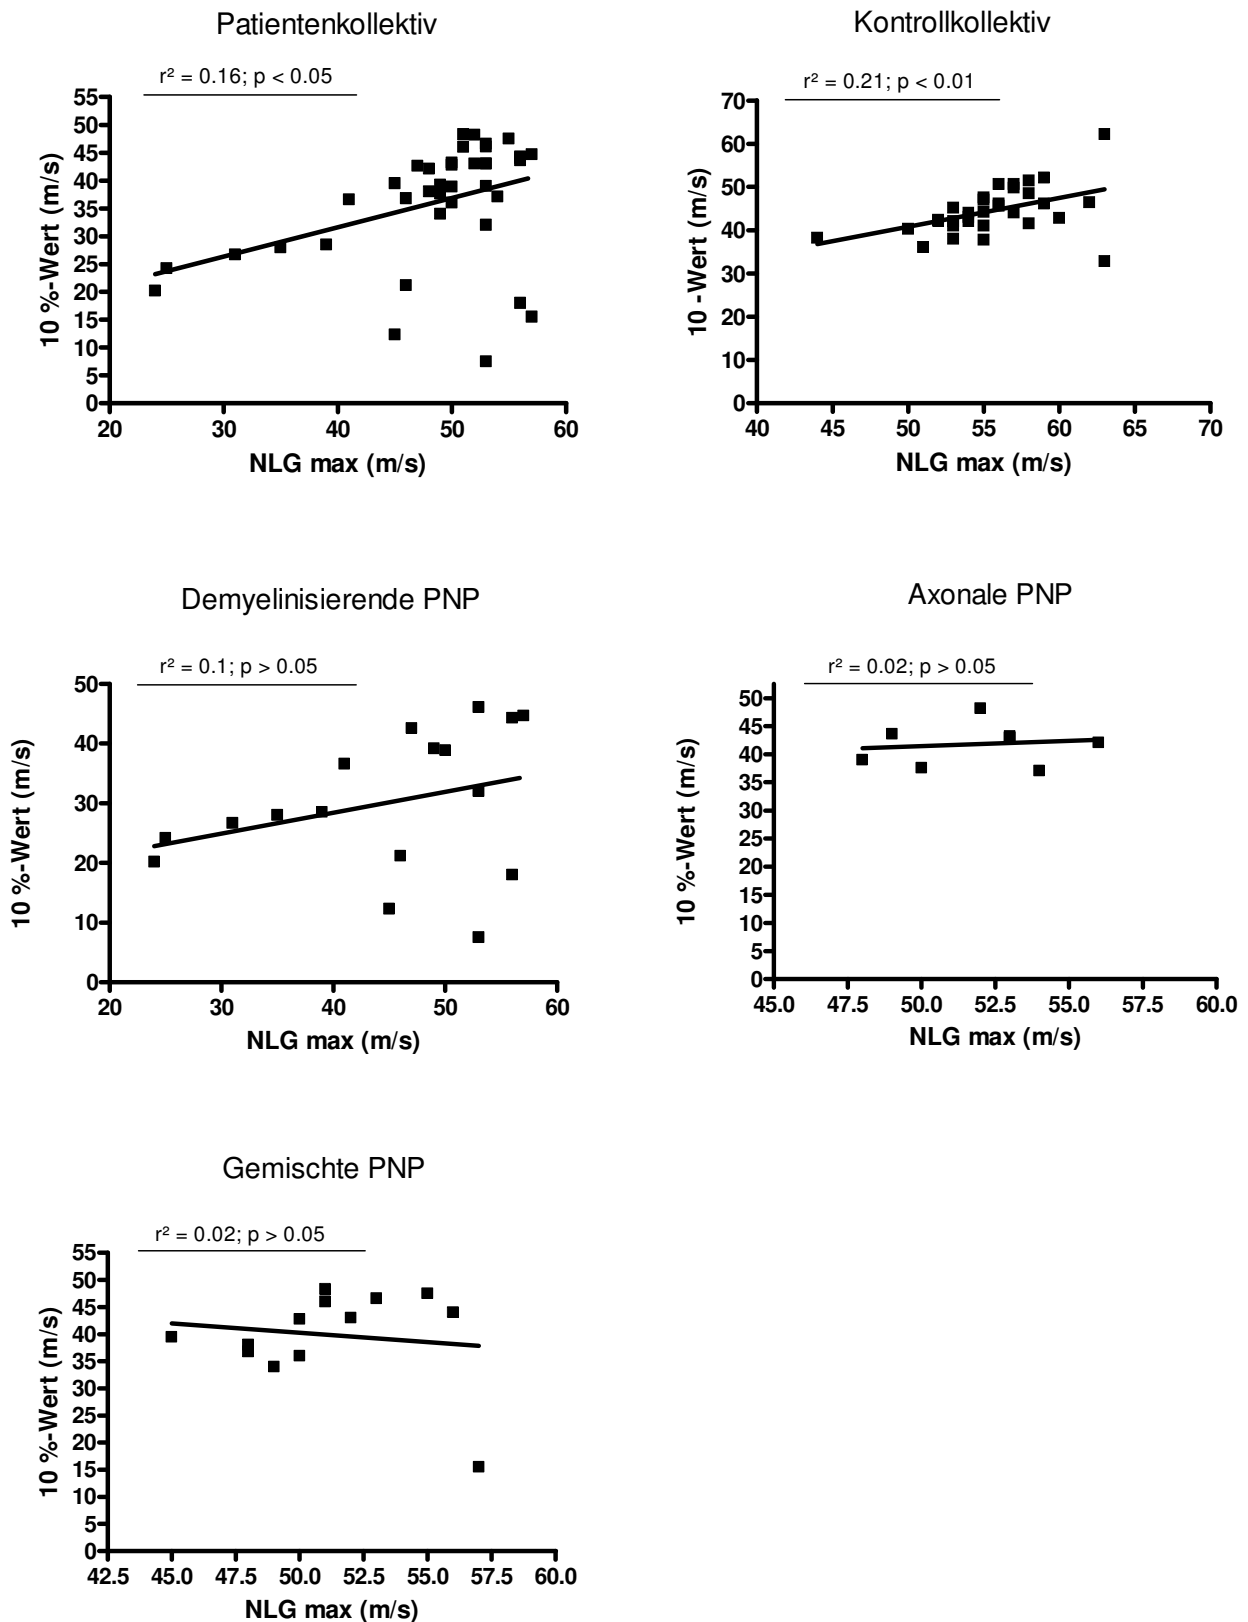 Patientenkollektiv
r² = 0.16; p < 0.05
10 %-Wert (m/s)
55
50
45
40
35
30
25
20
15
10
5
0
20 30 40 50 60
NLG max (m/s)
Kontrollkollektiv
r² = 0.21; p < 0.01
10 -Wert (m/s)
70
60
50
40
30
20
10
0
40 45 50 55 60 65 70
NLG max (m/s)
Demyelinisierende PNP
r² = 0.1; p > 0.05
10 %-Wert (m/s)
50
40
30
20
10
0
20 30 40 50 60
NLG max (m/s)
Axonale PNP
r² = 0.02; p > 0.05
10 %-Wert (m/s)
50
45
40
35
30
25
20
15
10
5
0
45.0 47.5 50.0 52.5 55.0 57.5 60.0
NLG max (m/s)
Gemischte PNP
r² = 0.02; p > 0.05
10 %-Wert (m/s)
55
50
45
40
35
30
25
20
15
10
5
0
42.5 45.0 47.5 50.0 52.5 55.0 57.5 60.0
NLG max (m/s)